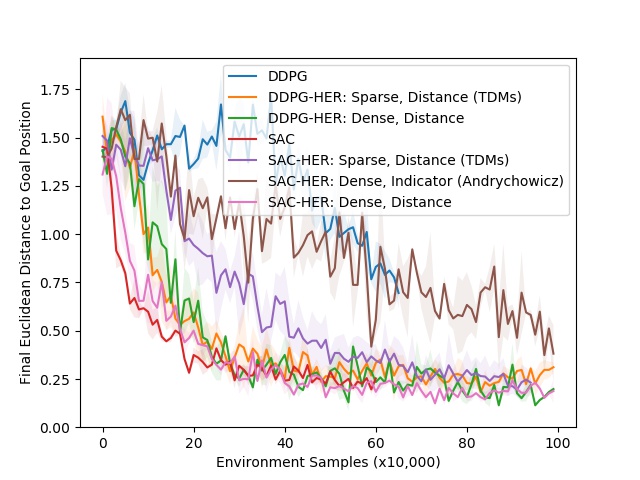 DDPG
DDPG-HER: Sparse, Distance (TDMs)
DDPG-HER: Dense, Distance
SAC
SAC-HER: Sparse, Distance (TDMs)
SAC-HER: Dense, Indicator (Andrychowicz)
SAC-HER: Dense, Distance
Final Euclidean Distance to Goal Position
1.75
1.50
1.25
1.00
0.75
0.50
0.25
0.00
0
20
40
60
80
100
Environment Samples (x10,000)